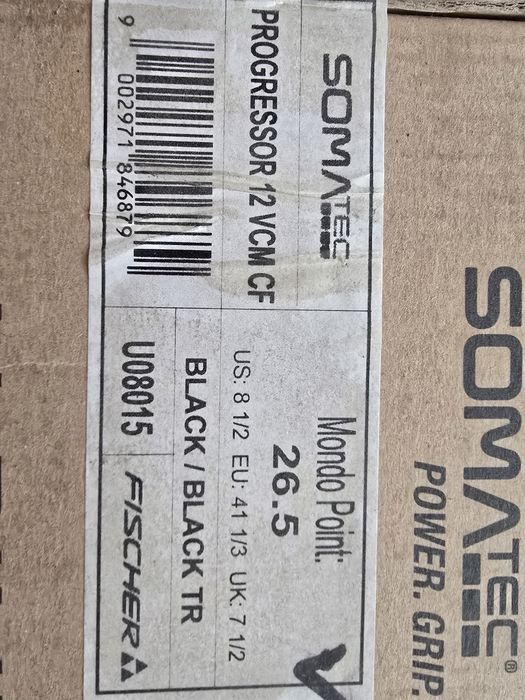 SOMATEC
PROGRESSOR 12 VCM CF
9 002971 846879
Mondo Point:
26.5
US: 8 1/2 EU: 41 1/3 UK: 7 1/2
BLACK / BLACK TR
U08015 FISCHER
SOMATEC®
POWER. GRIP.